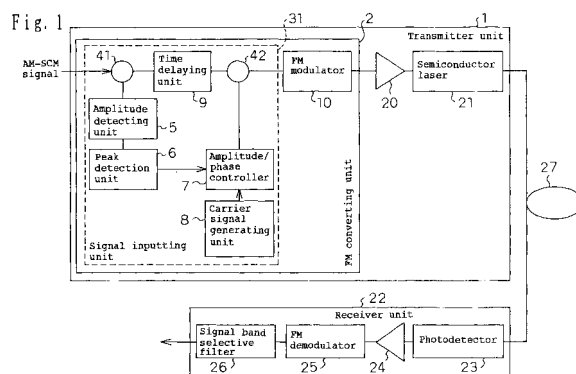 Fig. 1
31
2
1
Transmitter unit
41
42
AM-SCM
signal
Time
delaying
unit
9
FM
modulator
10
20
Semiconductor
laser
21
Amplitude
detecting
unit
5
Peak
detection
unit
6
Amplitude/
phase
controller
7
8
Carrier
signal
generating
unit
Signal inputting
unit
FM converting unit
27
22
Receiver unit
Signal band
selective
filter
26
FM
demodulator
25
24
Photodetector
23